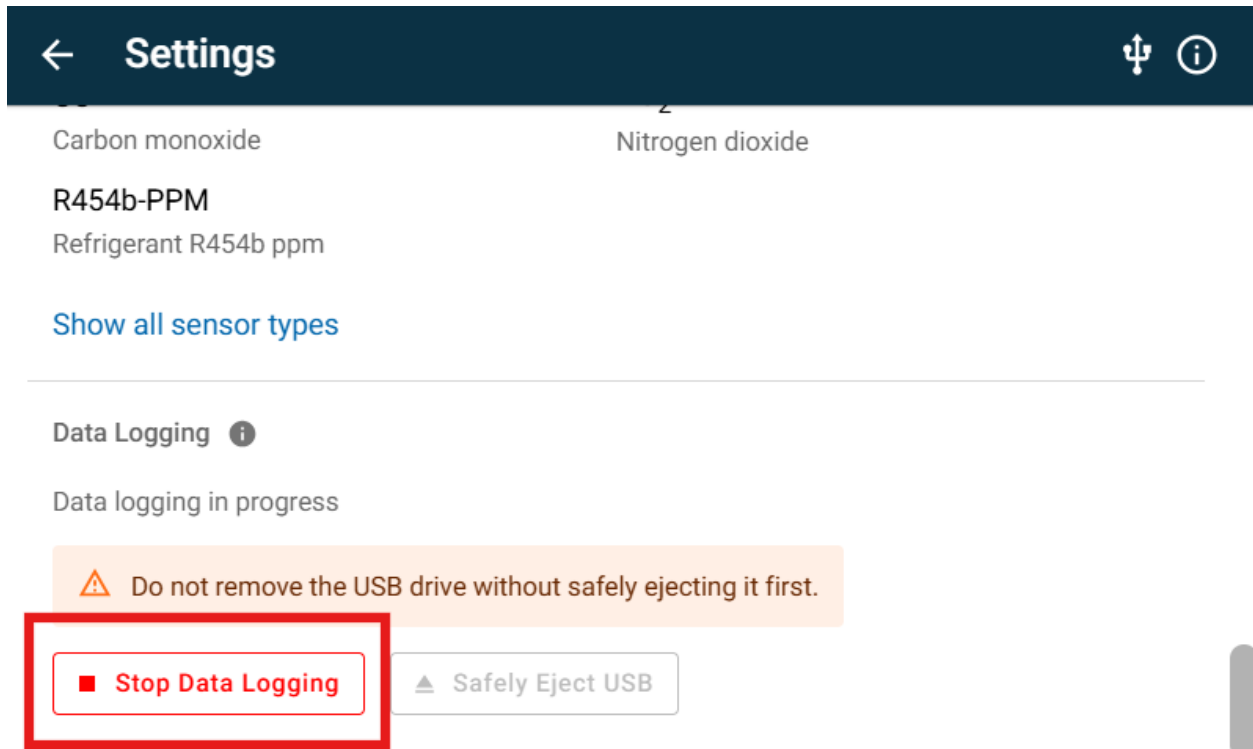 Settings
Carbon monoxide
Nitrogen dioxide
R454b-PPM
Refrigerant R454b ppm
Show all sensor types
Data Logging
Data logging in progress
Do not remove the USB drive without safely ejecting it first.
Stop Data Logging
Safely Eject USB